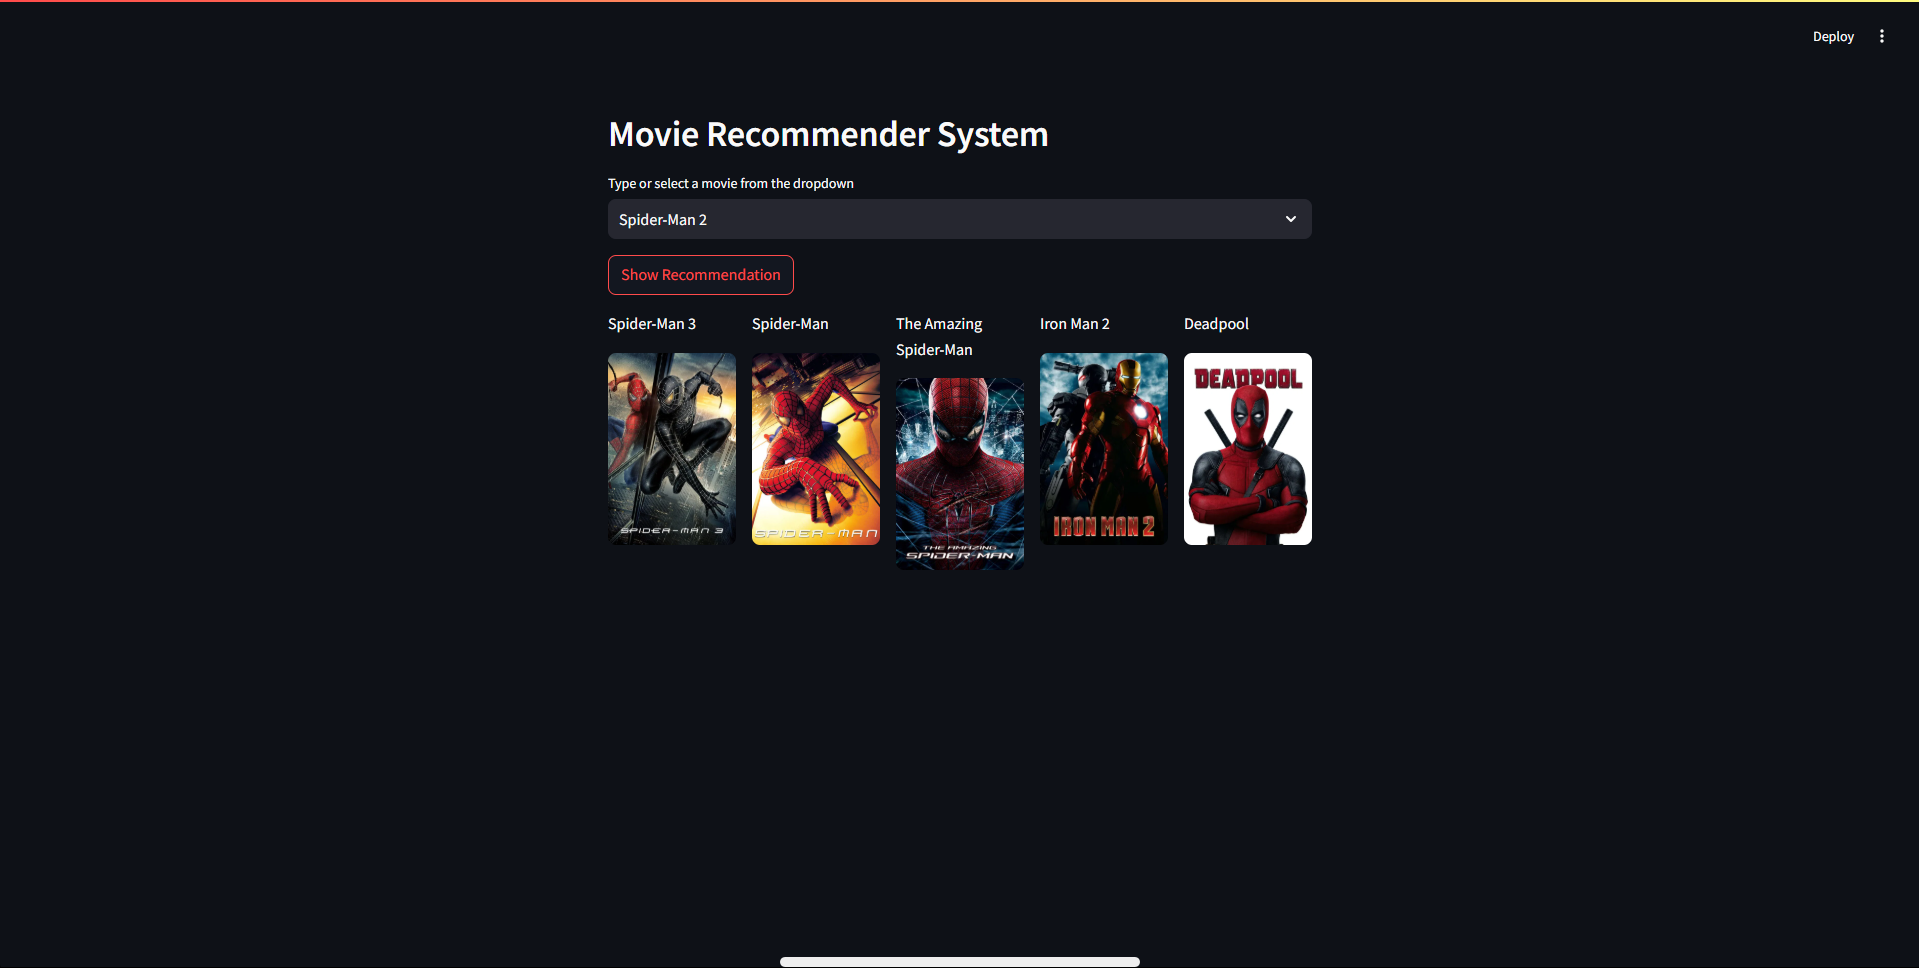 Deploy
Movie Recommender System
Type or select a movie from the dropdown
Spider-Man 2
Show Recommendation
Spider-Man 3
Spider-Man
The Amazing
Spider-Man
Iron Man 2
Deadpool
SPIDER-MAN 3
SPIDER-MAN
THE AMAZING
SPIDER-MAN
IRON MAN 2
DEADPOOL